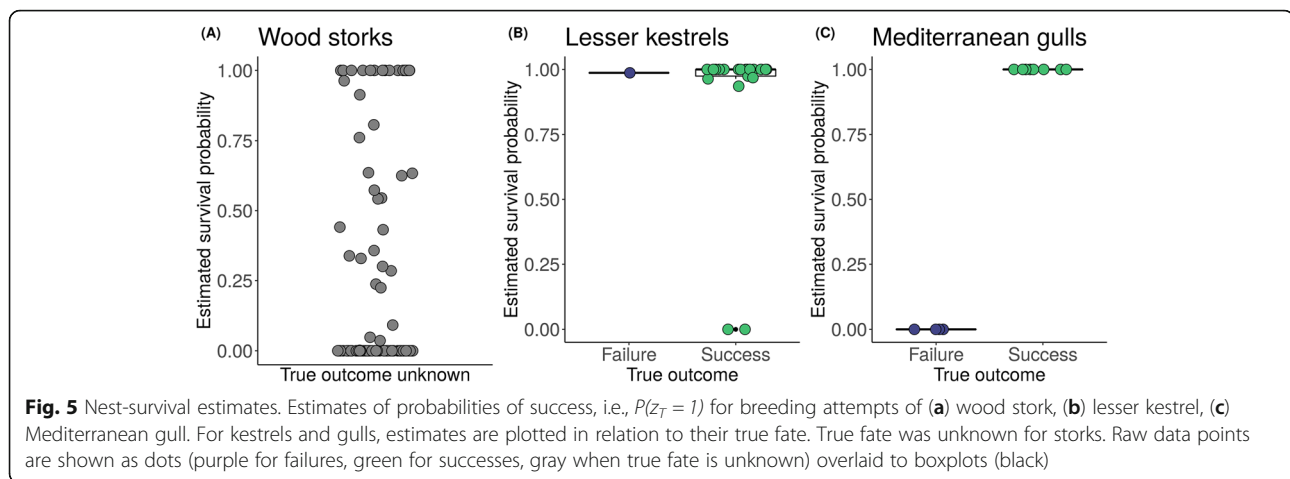 (A) Wood storks
(B) Lesser kestrels
(C) Mediterranean gulls
Estimated survival probability
1.00
0.75
0.50
0.25
0.00
True outcome unknown
Estimated survival probability
1.00
0.75
0.50
0.25
0.00
Failure Success
True outcome
Estimated survival probability
1.00
0.75
0.50
0.25
0.00
Failure Success
True outcome
Fig. 5 Nest-survival estimates. Estimates of probabilities of success, i.e., P(z_T = 1) for breeding attempts of (a) wood stork, (b) lesser kestrel, (c)
Mediterranean gull. For kestrels and gulls, estimates are plotted in relation to their true fate. True fate was unknown for storks. Raw data points
are shown as dots (purple for failures, green for successes, gray when true fate is unknown) overlaid to boxplots (black)